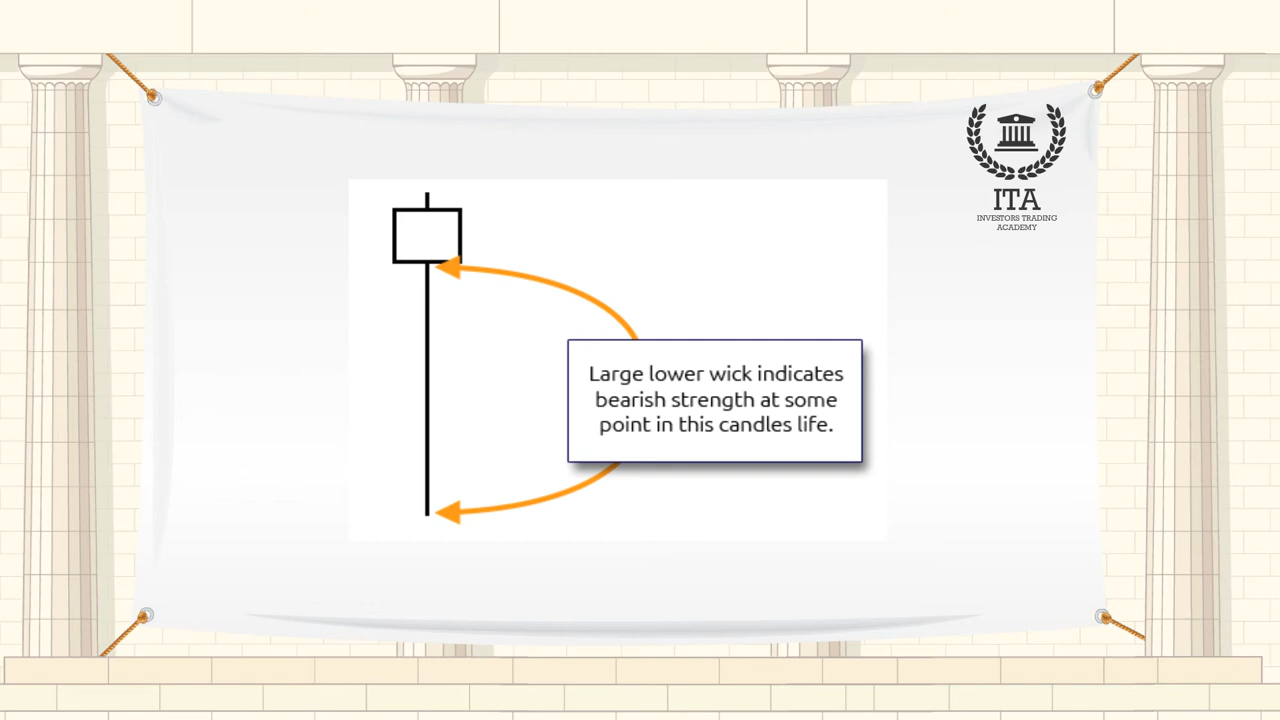 ITA
INVESTORS TRADING
ACADEMY
Large lower wick indicates
bearish strength at some
point in this candles life.